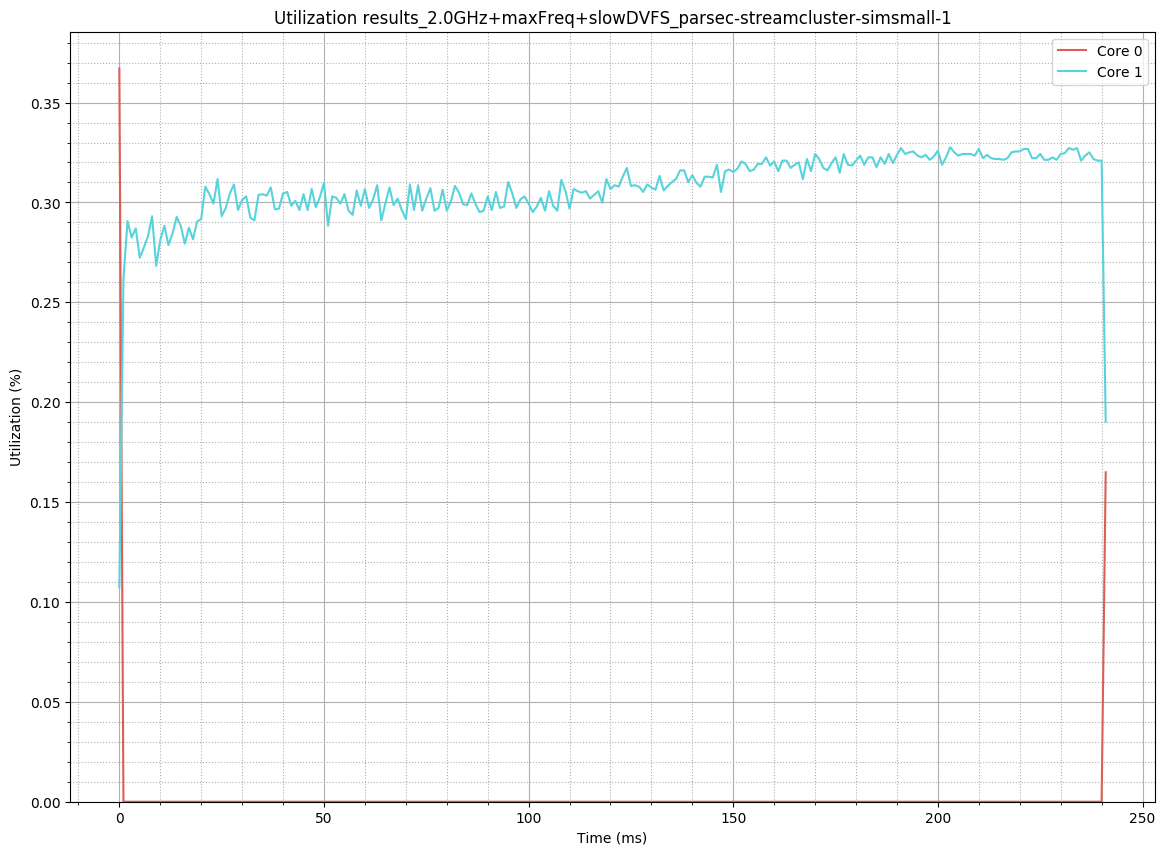 Utilization results_2.0GHz+maxFreq+slowDVFS_parsec-streamcluster-simsmall-1
Core 0
Core 1
0.35
0.30
0.25
0.20
0.15
0.10
0.05
0.00
Utilization (%)
0
50
100
150
200
250
Time (ms)